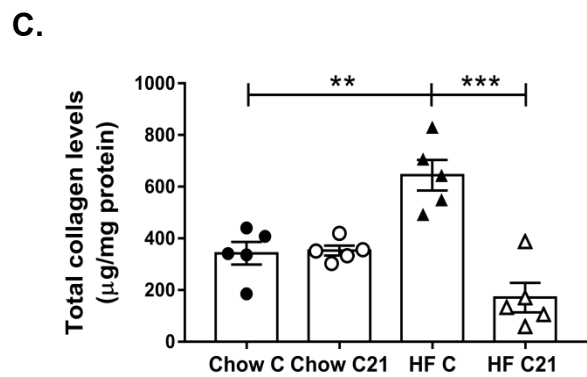 C.
** ***
Total collagen levels
(μg/mg protein)
1000
800
600
400
200
0
Chow C Chow C21 HF C HF C21